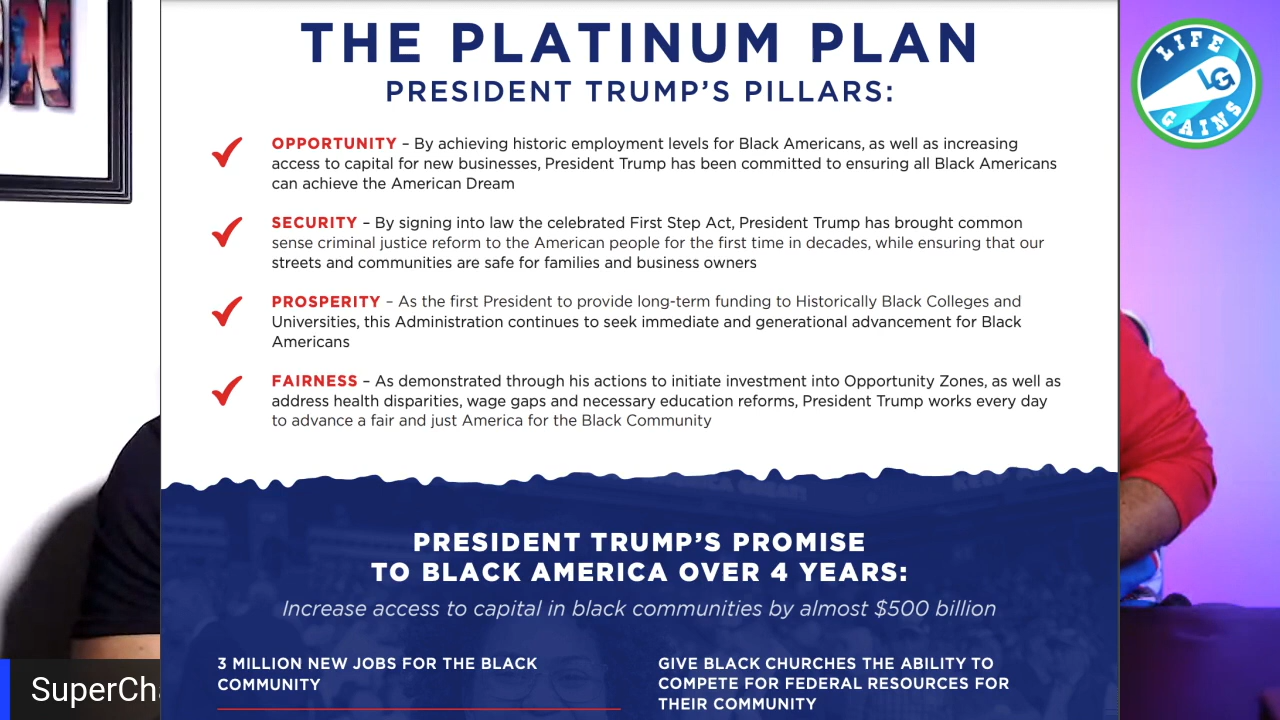 THE PLATINUM PLAN
PRESIDENT TRUMP'S PILLARS:
OPPORTUNITY – By achieving historic employment levels for Black Americans, as well as increasing
access to capital for new businesses, President Trump has been committed to ensuring all Black Americans
can achieve the American Dream
SECURITY – By signing into law the celebrated First Step Act, President Trump has brought common
sense criminal justice reform to the American people for the first time in decades, while ensuring that our
streets and communities are safe for families and business owners
PROSPERITY – As the first President to provide long-term funding to Historically Black Colleges and
Universities, this Administration continues to seek immediate and generational advancement for Black
Americans
FAIRNESS – As demonstrated through his actions to initiate investment into Opportunity Zones, as well as
address health disparities, wage gaps and necessary education reforms, President Trump works every day
to advance a fair and just America for the Black Community
PRESIDENT TRUMP'S PROMISE
TO BLACK AMERICA OVER 4 YEARS:
Increase access to capital in black communities by almost $500 billion
3 MILLION NEW JOBS FOR THE BLACK
COMMUNITY
GIVE BLACK CHURCHES THE ABILITY TO
COMPETE FOR FEDERAL RESOURCES FOR
THEIR COMMUNITY
LIFE
LG
GAINS
SuperCha